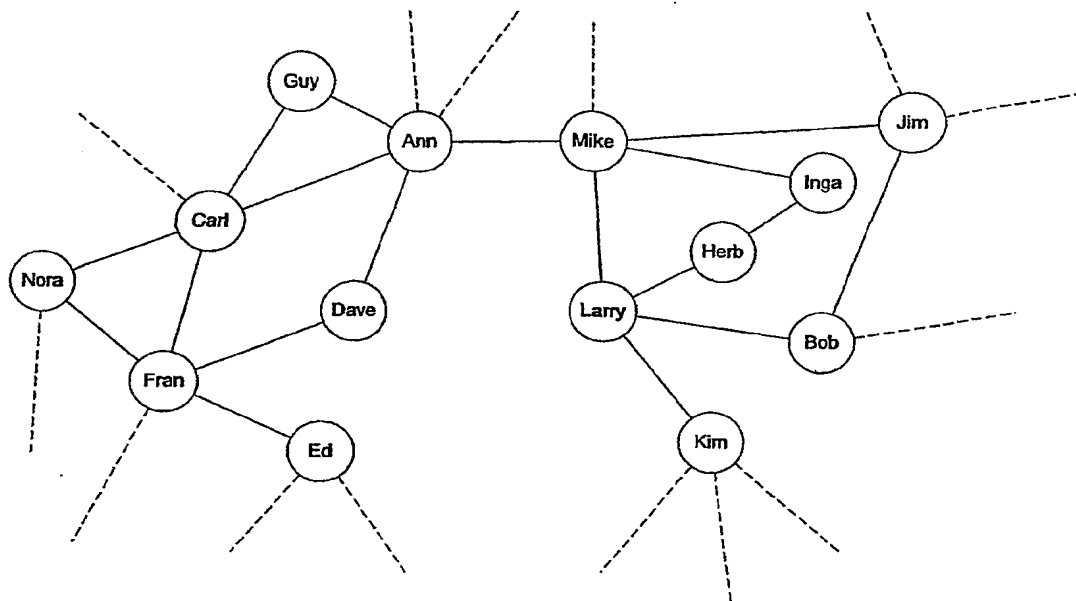 Guy
Ann
Mike
Jim
Inga
Carl
Herb
Nora
Dave
Larry
Bob
Fran
Ed
Kim